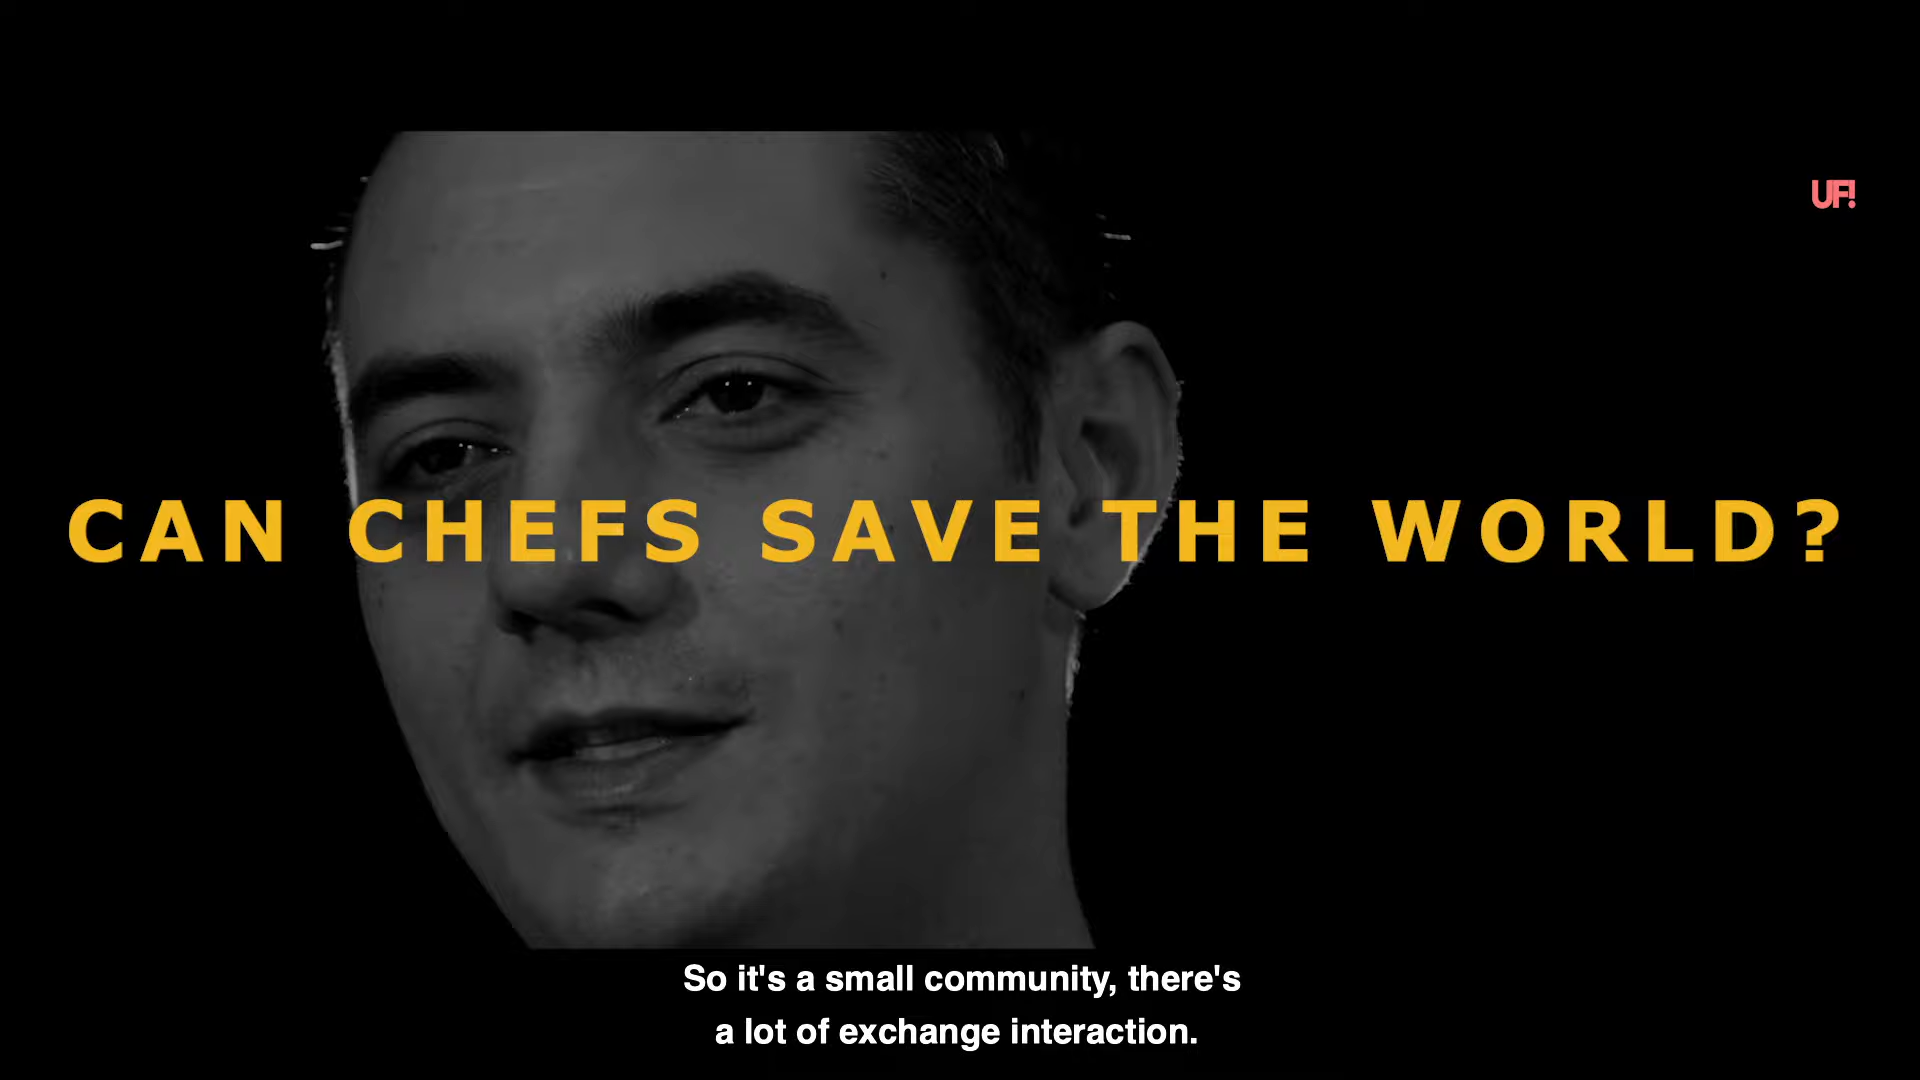 UF!
CAN CHEFS SAVE THE WORLD?
So it's a small community, there's
a lot of exchange interaction.